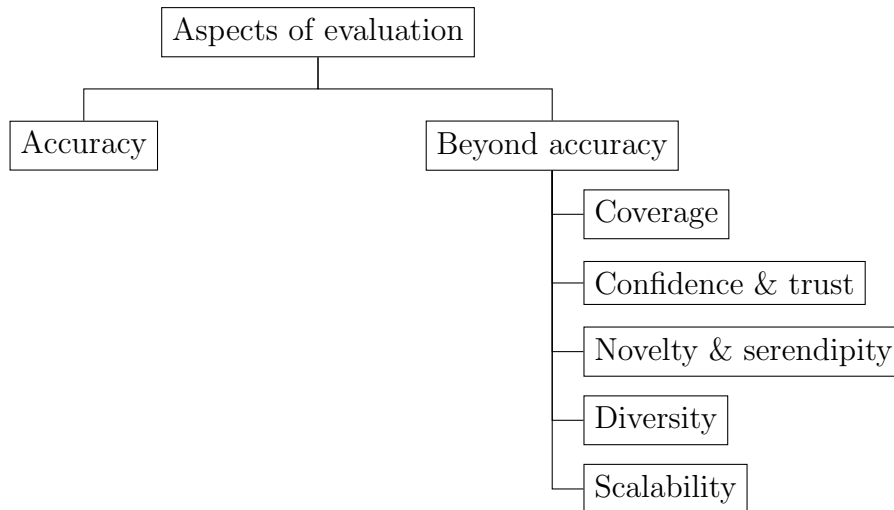 Aspects of evaluation
Accuracy
Beyond accuracy
Coverage
Confidence & trust
Novelty & serendipity
Diversity
Scalability